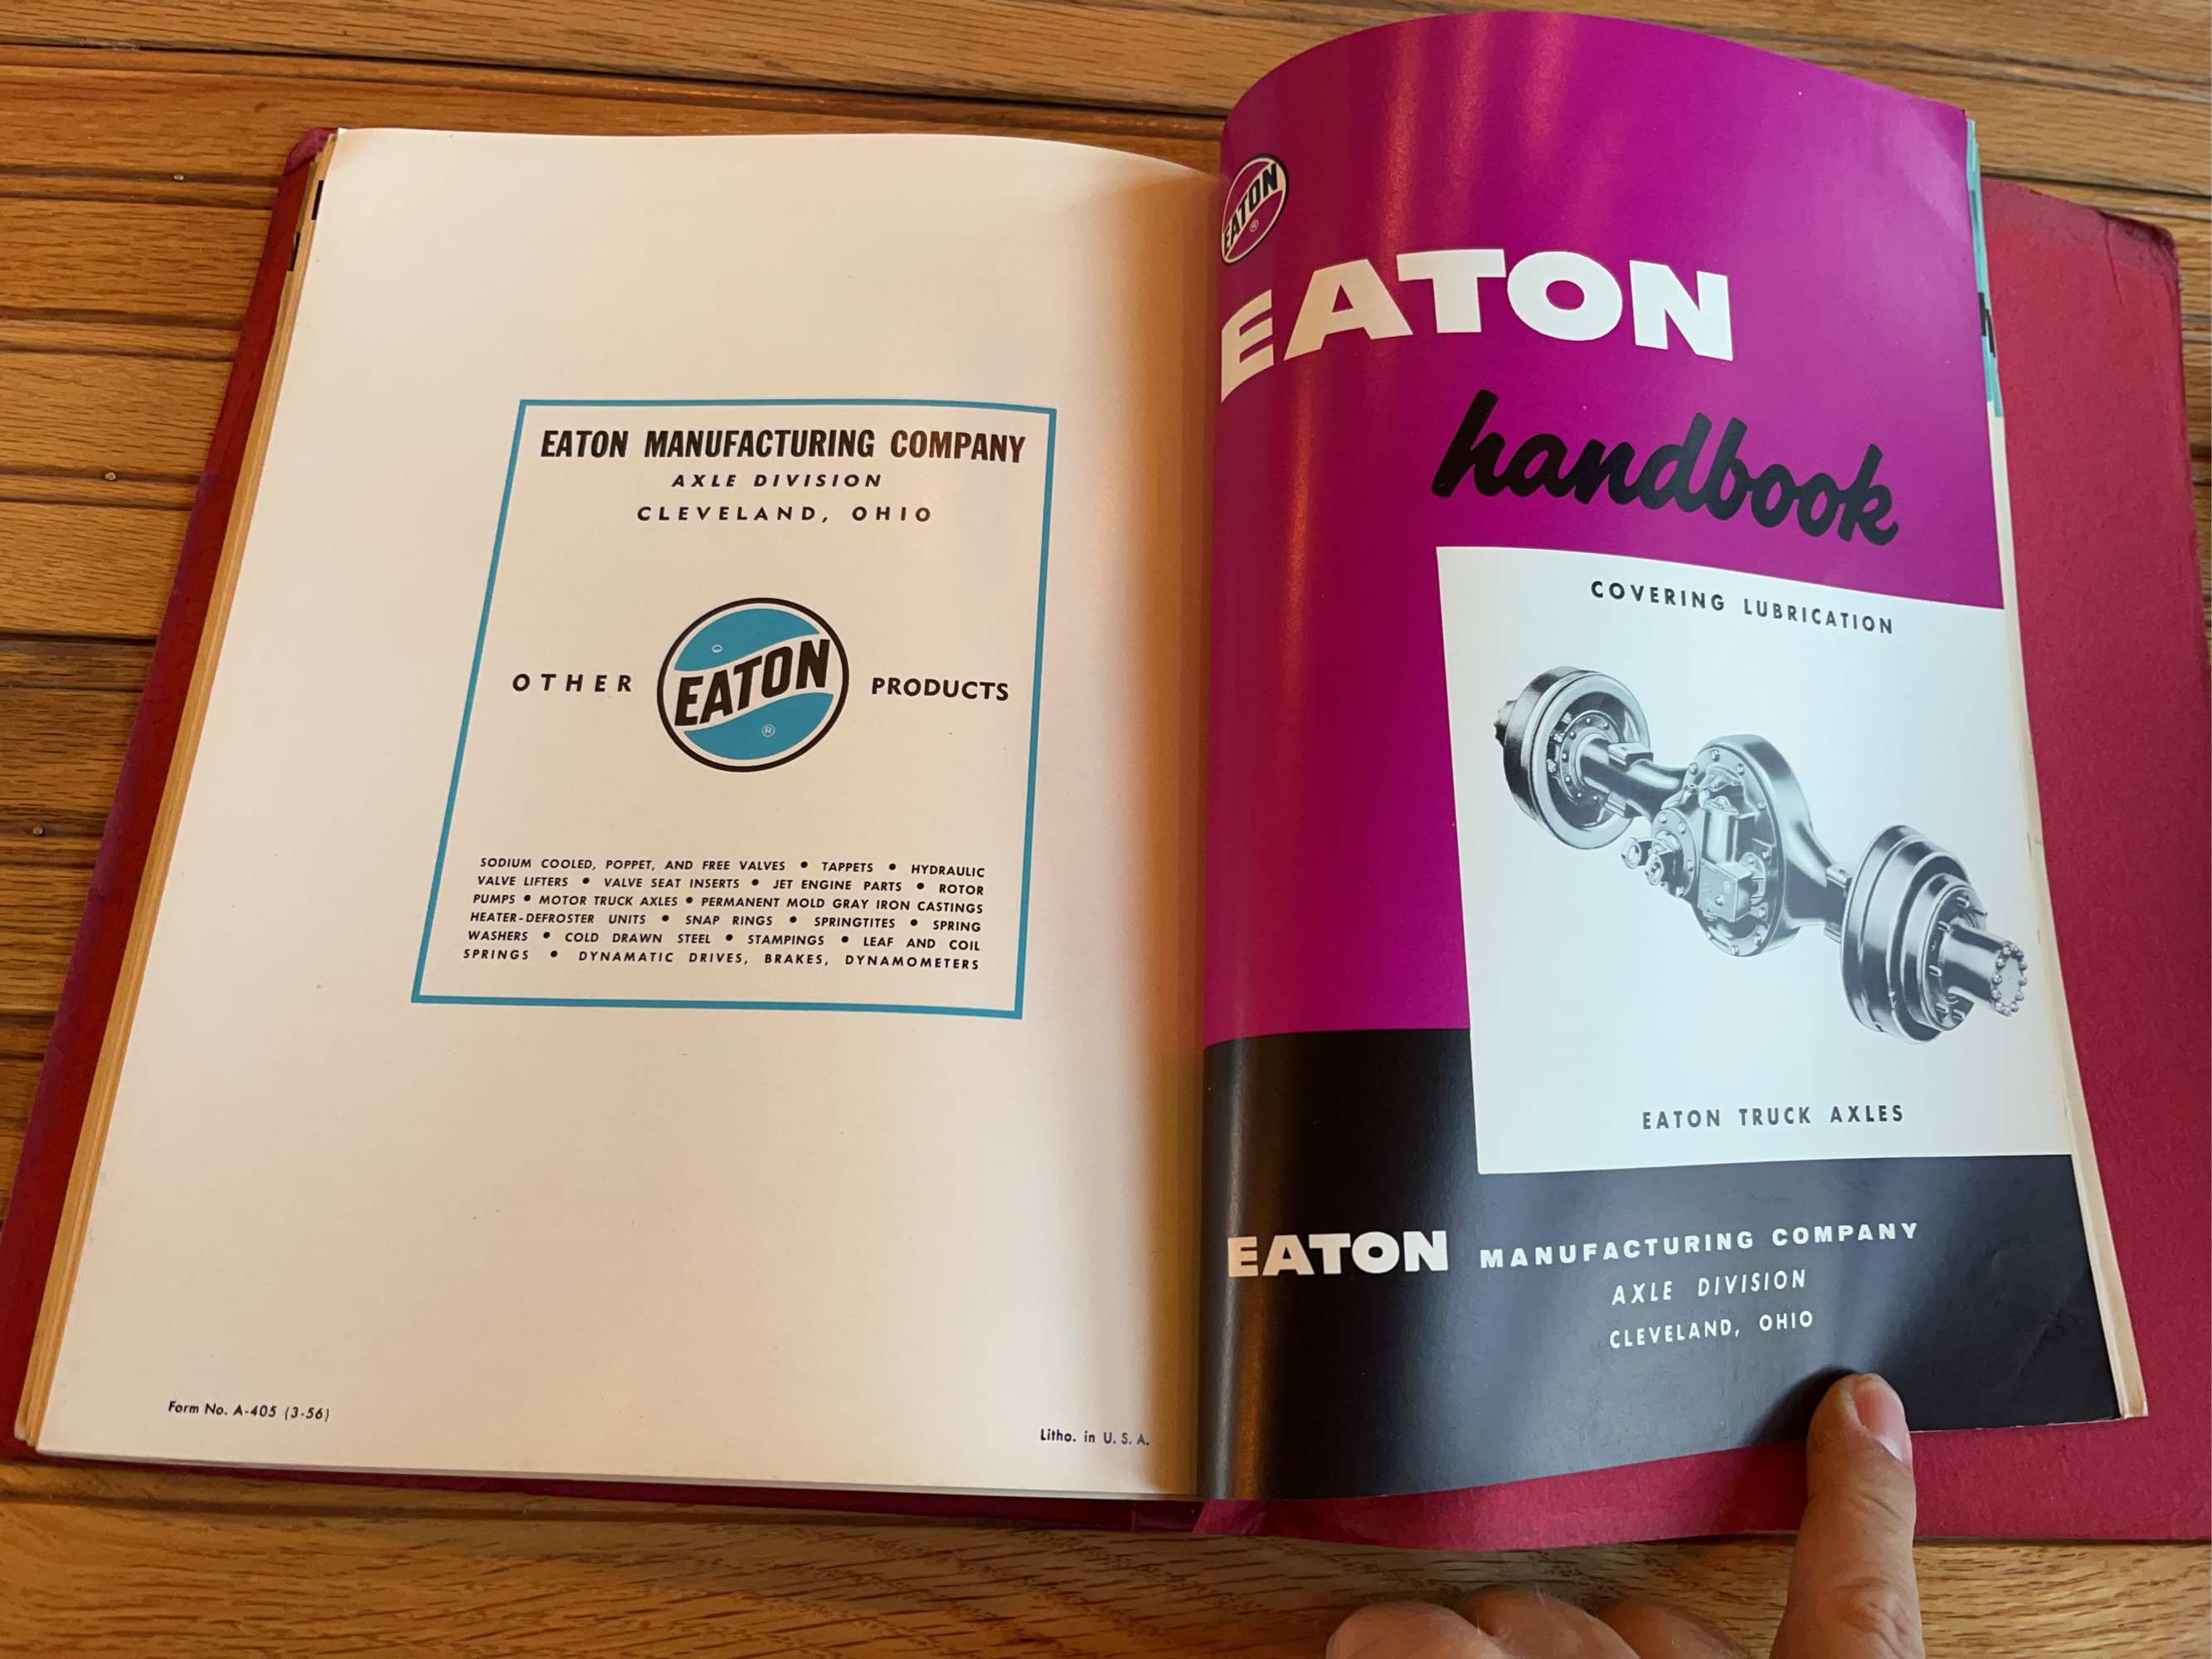 EATON MANUFACTURING COMPANY
AXLE DIVISION
CLEVELAND, OHIO
OTHER EATON PRODUCTS
®
SODIUM COOLED, POPPET, AND FREE VALVES • TAPPETS • HYDRAULIC
VALVE LIFTERS • VALVE SEAT INSERTS • JET ENGINE PARTS • ROTOR
PUMPS • MOTOR TRUCK AXLES • PERMANENT MOLD GRAY IRON CASTINGS
HEATER-DEFROSTER UNITS • SNAP RINGS • SPRINGTITES • SPRING
WASHERS • COLD DRAWN STEEL • STAMPINGS • LEAF AND COIL
SPRINGS • DYNAMATIC DRIVES, BRAKES, DYNAMOMETERS
Form No. A-405 (3-56)
Litho. in U. S. A.
EATON
®
EATON
handbook
COVERING LUBRICATION
EATON TRUCK AXLES
EATON MANUFACTURING COMPANY
AXLE DIVISION
CLEVELAND, OHIO